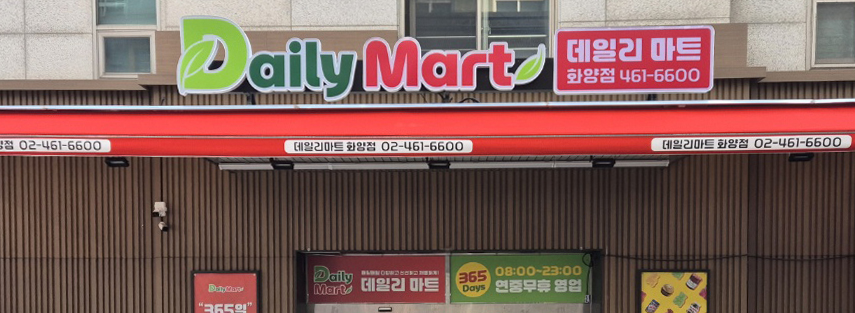 Daily Mart
데일리 마트
화양점 461-6600
점 02-461-6600
데일리마트 화양점 02-461-6600
데일리마트 화양점 02-461-6600
Daily
Mart
데일리 마트
365
Days
08:00~23:00
연중무휴 영업
Daily Mart
"365일"